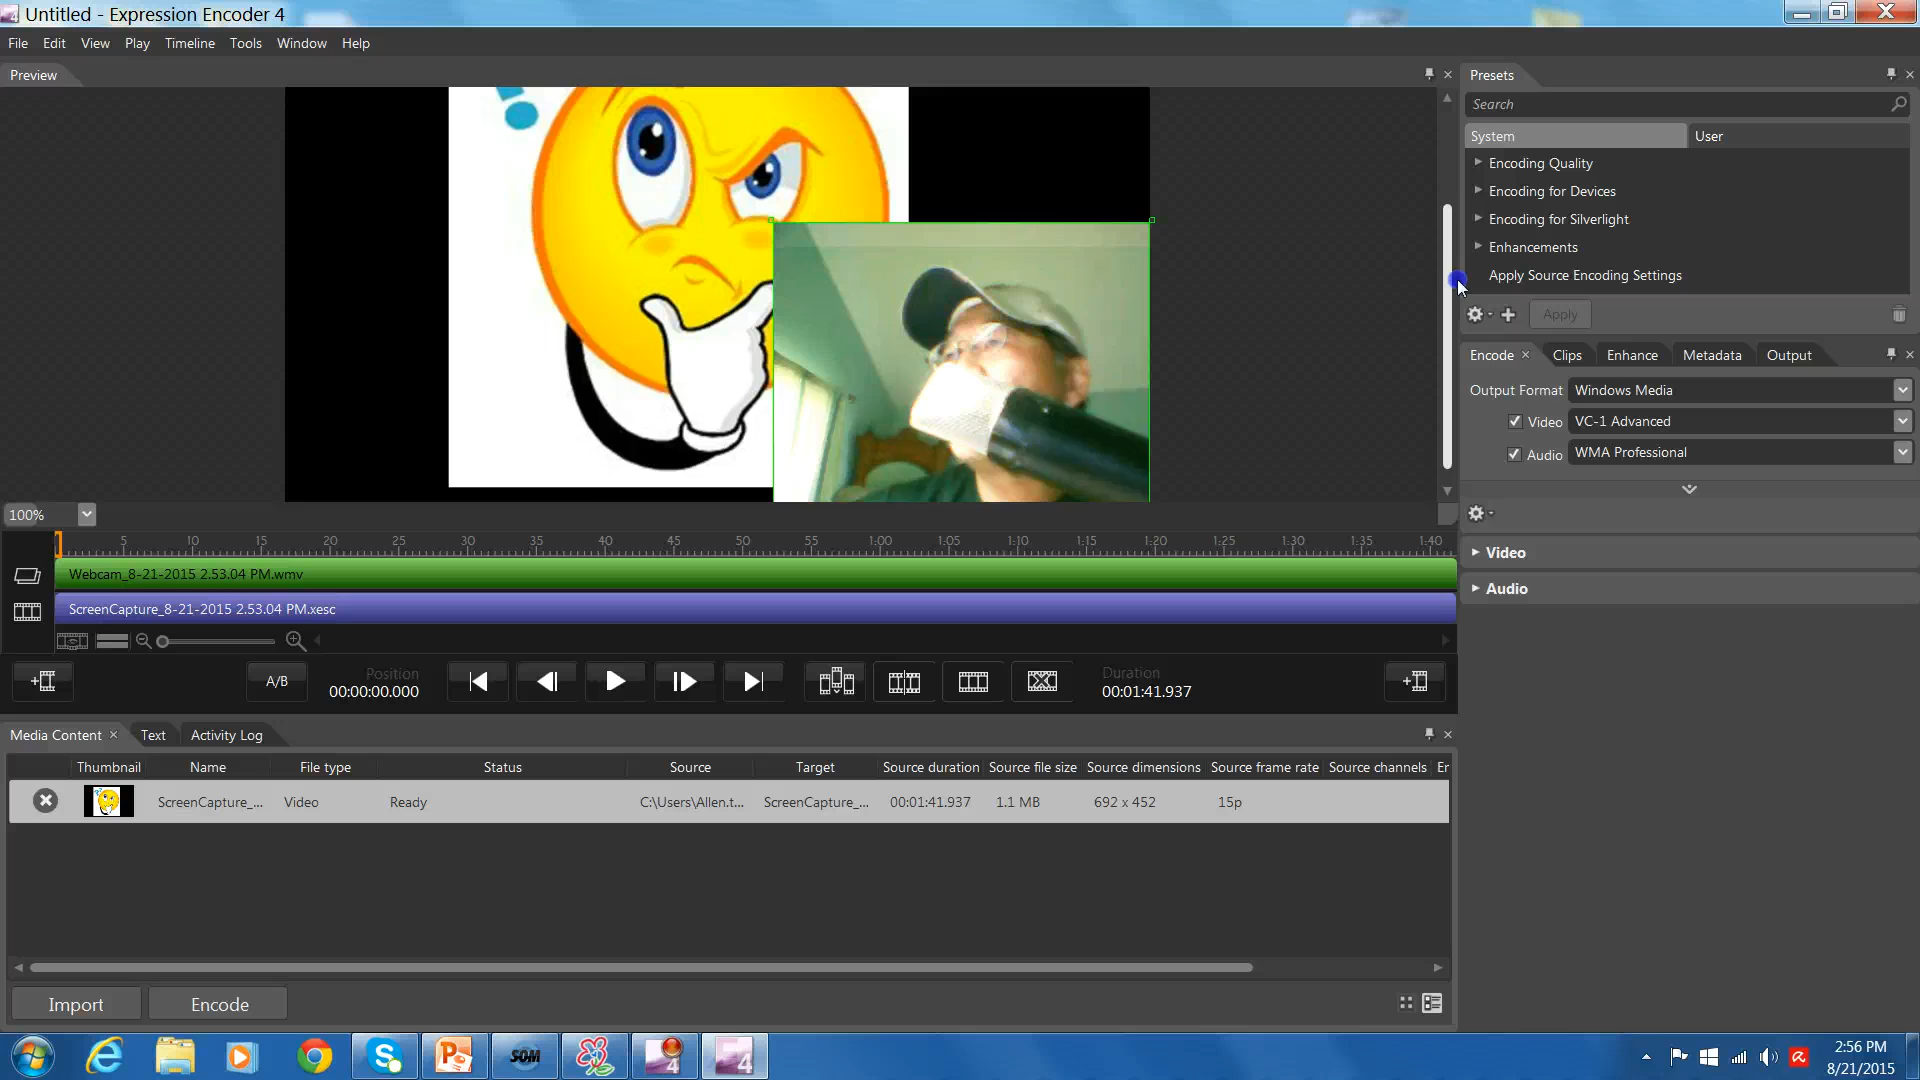 Untitled - Expression Encoder 4
File Edit View Play Timeline Tools Window Help
Preview
100%
5 10 15 20 25 30 35 40 45 50 55 1:00 1:05 1:10 1:15 1:20 1:25 1:30 1:35 1:40
Webcam_8-21-2015 2.53.04 PM.wmv
ScreenCapture_8-21-2015 2.53.04 PM.xesc
A/B
Position
00:00:00.000
Duration
00:01:41.937
Media Content Text Activity Log
Thumbnail Name File type Status Source Target Source duration Source file size Source dimensions Source frame rate Source channels Er
ScreenCapture_... Video Ready C:\Users\Allen.t... ScreenCapture_... 00:01:41.937 1.1 MB 692 x 452 15p
Import Encode
Presets
Search
System User
Encoding Quality
Encoding for Devices
Encoding for Silverlight
Enhancements
Apply Source Encoding Settings
Apply
Encode Clips Enhance Metadata Output
Output Format Windows Media
Video VC-1 Advanced
Audio WMA Professional
Video
Audio
SOM
4
4
2:56 PM
8/21/2015